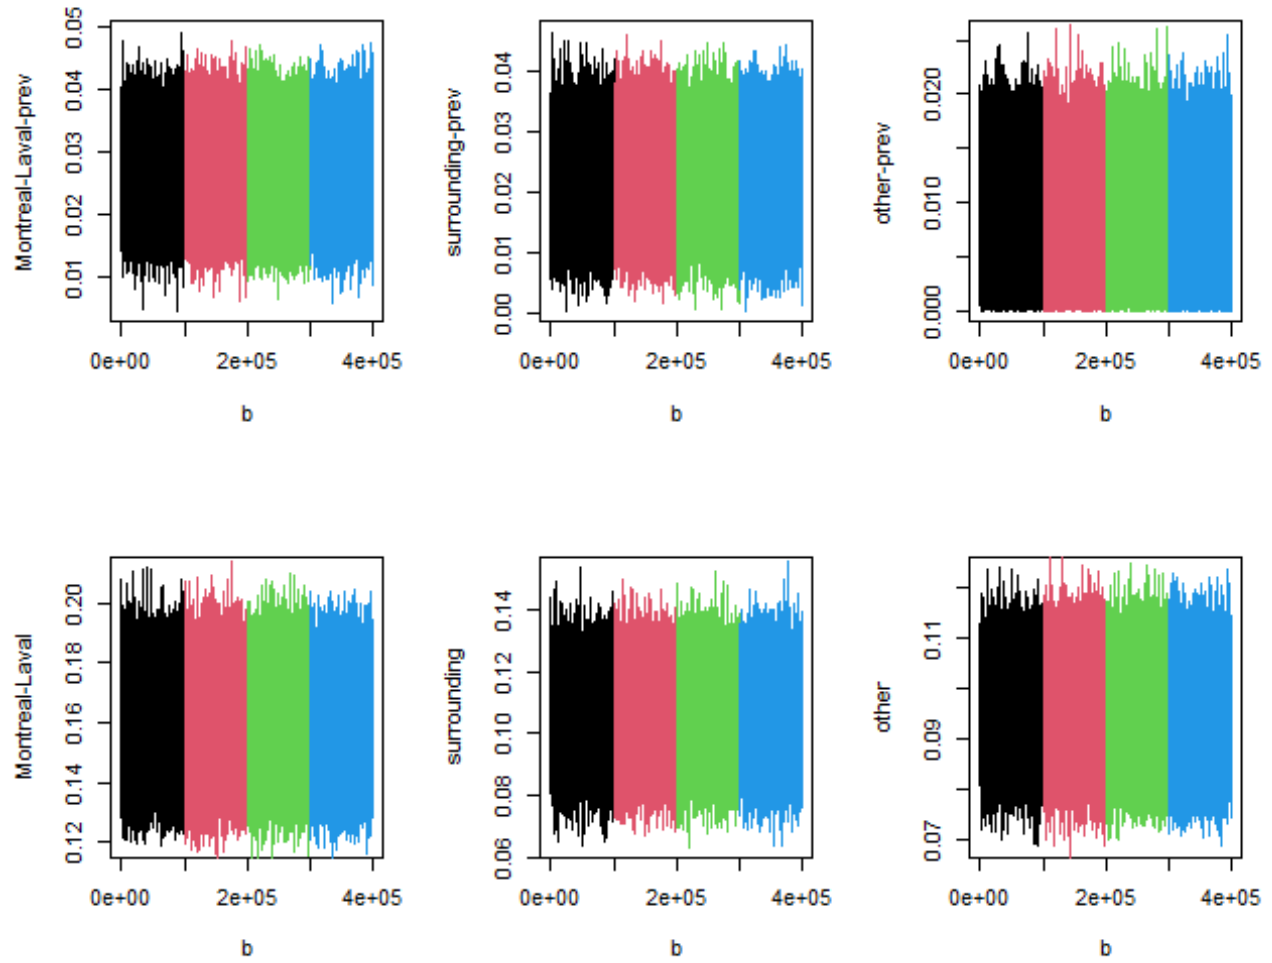 Montreal-Laval-prev
0.01 0.02 0.03 0.04 0.05
0e+00 2e+05 4e+05
b
surrounding-prev
0.00 0.01 0.02 0.03 0.04
0e+00 2e+05 4e+05
b
other-prev
0.000 0.010 0.020
0e+00 2e+05 4e+05
b
Montreal-Laval
0.12 0.14 0.16 0.18 0.20
0e+00 2e+05 4e+05
b
surrounding
0.06 0.08 0.10 0.12 0.14
0e+00 2e+05 4e+05
b
other
0.07 0.09 0.11
0e+00 2e+05 4e+05
b